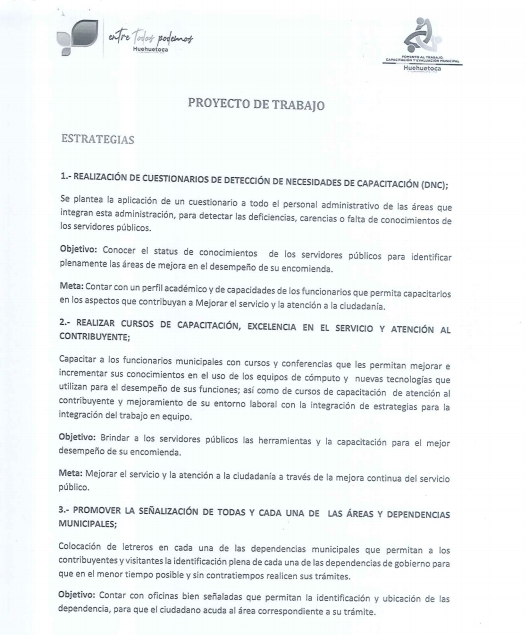 entre Todos podemos
Huehuetoca
FOMENTO AL TRABAJO,
CAPACITACIÓN Y EVALUACIÓN MUNICIPAL
Huehuetoca
PROYECTO DE TRABAJO
ESTRATEGIAS
1.- REALIZACIÓN DE CUESTIONARIOS DE DETECCIÓN DE NECESIDADES DE CAPACITACIÓN (DNC);
Se plantea la aplicación de un cuestionario a todo el personal administrativo de las áreas que
integran esta administración, para detectar las deficiencias, carencias o falta de conocimientos de
los servidores públicos.
Objetivo: Conocer el status de conocimientos de los servidores públicos para identificar
plenamente las áreas de mejora en el desempeño de su encomienda.
Meta: Contar con un perfil académico y de capacidades de los funcionarios que permita capacitarlos
en los aspectos que contribuyan a Mejorar el servicio y la atención a la ciudadanía.
2.- REALIZAR CURSOS DE CAPACITACIÓN, EXCELENCIA EN EL SERVICIO Y ATENCIÓN AL
CONTRIBUYENTE;
Capacitar a los funcionarios municipales con cursos y conferencias que les permitan mejorar e
incrementar sus conocimientos en el uso de los equipos de cómputo y nuevas tecnologías que
utilizan para el desempeño de sus funciones; así como de cursos de capacitación de atención al
contribuyente y mejoramiento de su entorno laboral con la integración de estrategias para la
integración del trabajo en equipo.
Objetivo: Brindar a los servidores públicos las herramientas y la capacitación para el mejor
desempeño de su encomienda.
Meta: Mejorar el servicio y la atención a la ciudadanía a través de la mejora continua del servicio
público.
3.- PROMOVER LA SEÑALIZACIÓN DE TODAS Y CADA UNA DE LAS ÁREAS Y DEPENDENCIAS
MUNICIPALES;
Colocación de letreros en cada una de las dependencias municipales que permitan a los
contribuyentes y visitantes la identificación plena de cada una de las dependencias de gobierno para
que en el menor tiempo posible y sin contratiempos realicen sus trámites.
Objetivo: Contar con oficinas bien señaladas que permitan la identificación y ubicación de las
dependencia, para que el ciudadano acuda al área correspondiente a su trámite.